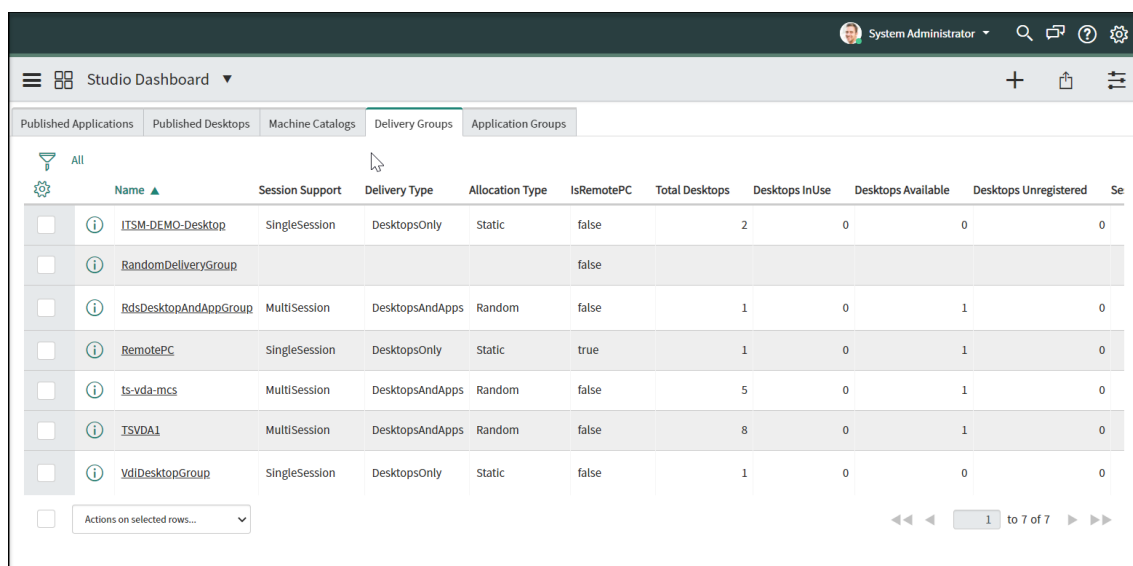 System Administrator
Studio Dashboard
Published Applications Published Desktops Machine Catalogs Delivery Groups Application Groups
All
Name Session Support Delivery Type Allocation Type IsRemotePC Total Desktops Desktops InUse Desktops Available Desktops Unregistered Se
ITSM-DEMO-Desktop SingleSession DesktopsOnly Static false 2 0 0 0
RandomDeliveryGroup false
RdsDesktopAndAppGroup MultiSession DesktopsAndApps Random false 1 0 1 0
RemotePC SingleSession DesktopsOnly Static true 1 0 1 0
ts-vda-mcs MultiSession DesktopsAndApps Random false 5 0 1 0
TSVDA1 MultiSession DesktopsAndApps Random false 8 0 1 0
VdiDesktopGroup SingleSession DesktopsOnly Static false 1 0 0 0
Actions on selected rows... 1 to 7 of 7